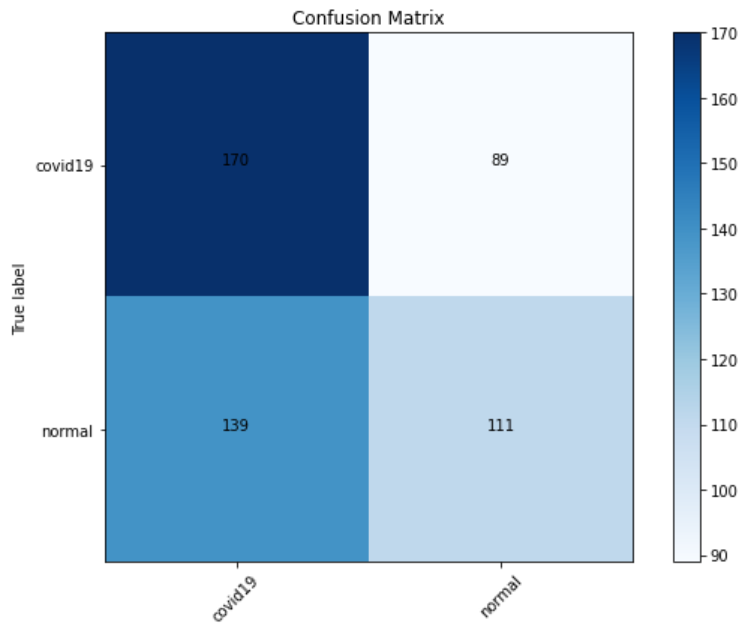 Confusion Matrix
True label
covid19
normal
170 89
139 111
covid19 normal
170
160
150
140
130
120
110
100
90